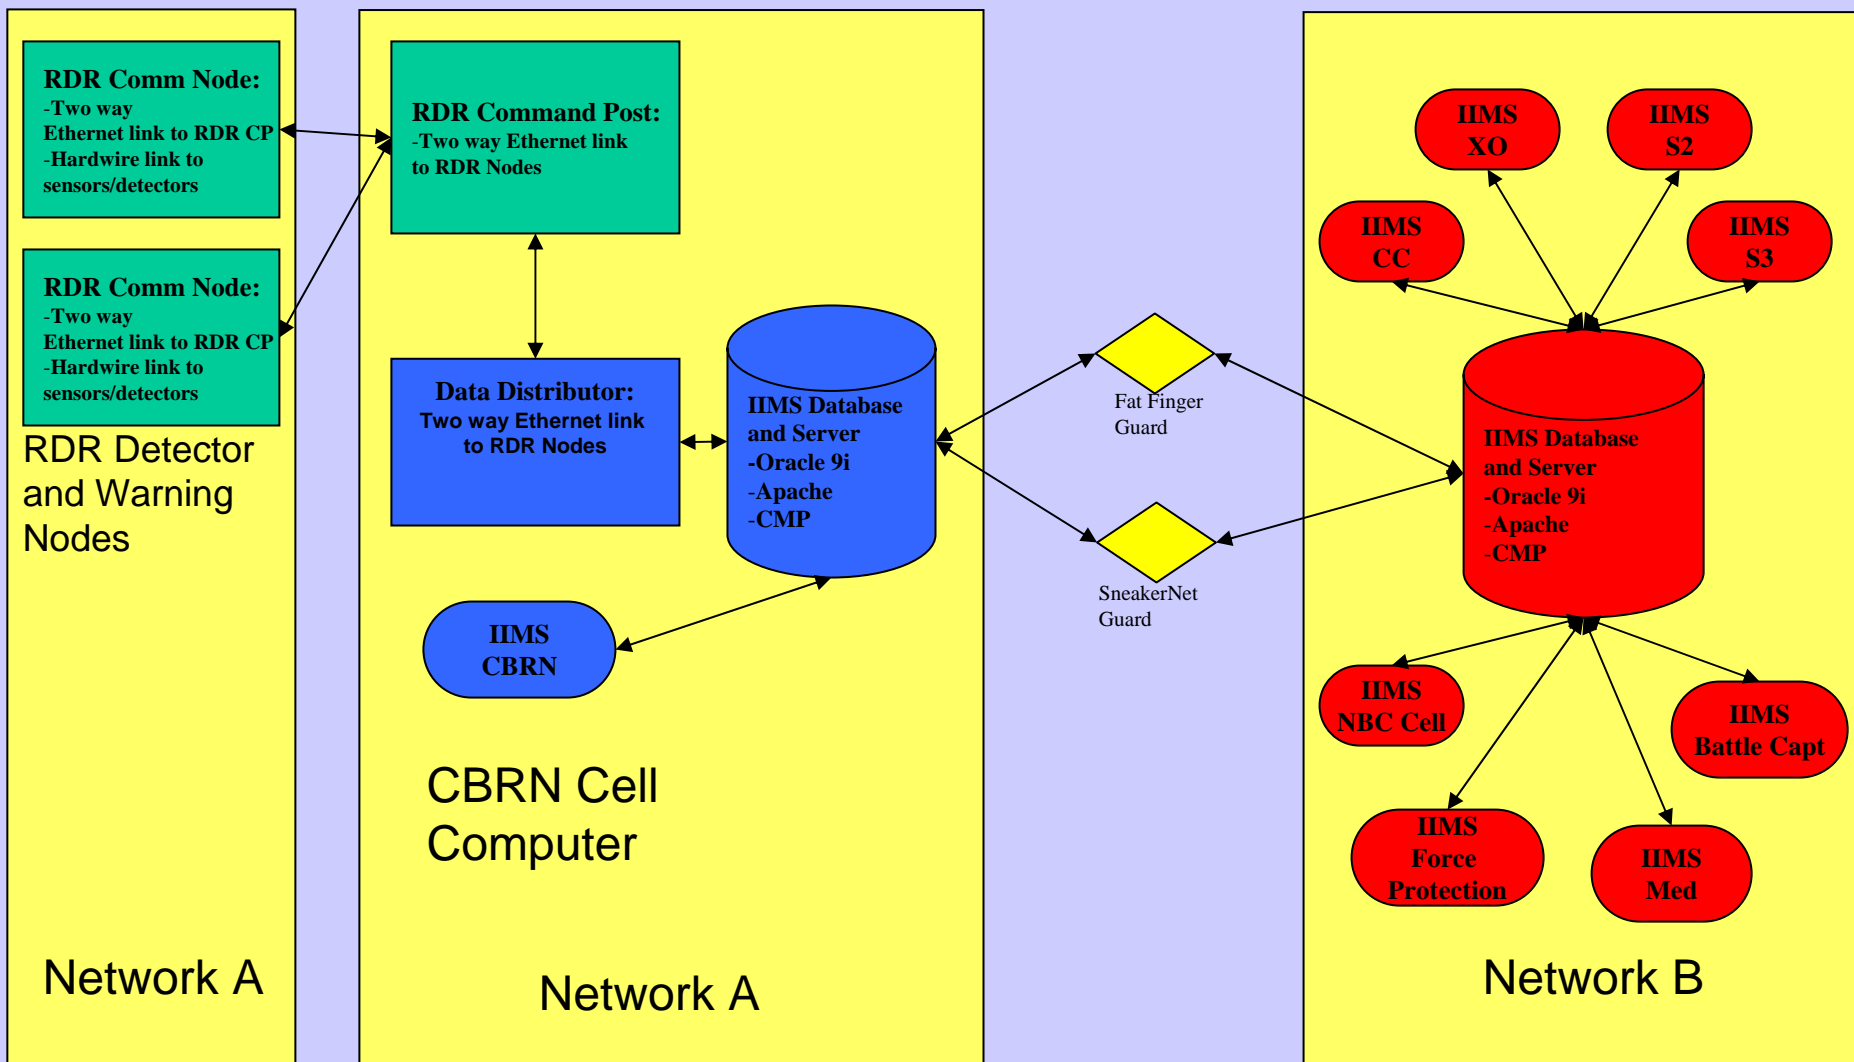 RDR Comm Node:
-Two way
Ethernet link to RDR CP
-Hardwire link to
sensors/detectors
RDR Comm Node:
-Two way
Ethernet link to RDR CP
-Hardwire link to
sensors/detectors
RDR Detector
and Warning
Nodes
Network A
RDR Command Post:
-Two way Ethernet link
to RDR Nodes
Data Distributor:
Two way Ethernet link
to RDR Nodes
IIMS Database
and Server
-Oracle 9i
-Apache
-CMP
IIMS
CBRN
CBRN Cell
Computer
Network A
Fat Finger
Guard
SneakerNet
Guard
IIMS
XO
IIMS
S2
IIMS
CC
IIMS
S3
IIMS Database
and Server
-Oracle 9i
-Apache
-CMP
IIMS
NBC Cell
IIMS
Battle Capt
IIMS
Force
Protection
IIMS
Med
Network B